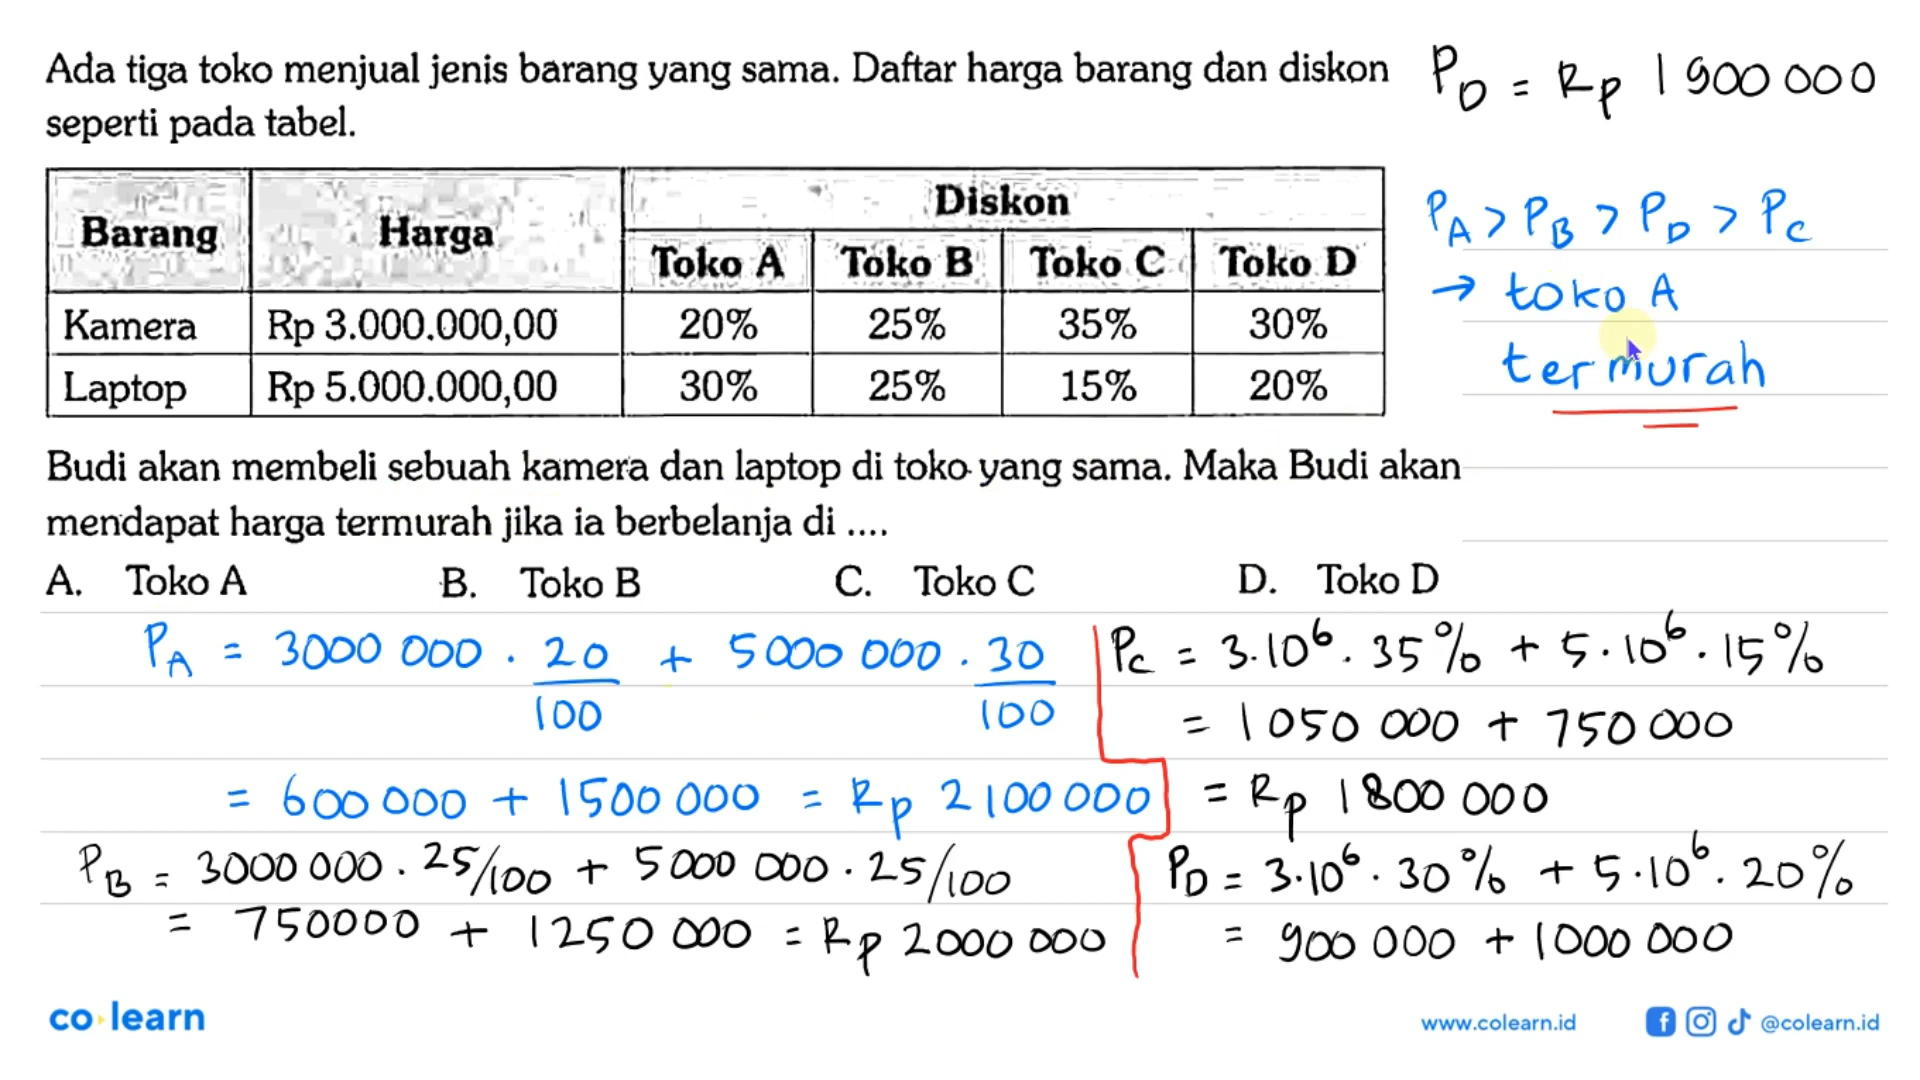 Ada tiga toko menjual jenis barang yang sama. Daftar harga barang dan diskon
seperti pada tabel.
Barang Harga Diskon
Toko A Toko B Toko C Toko D
Kamera Rp 3.000.000,00 20% 25% 35% 30%
Laptop Rp 5.000.000,00 30% 25% 15% 20%
Budi akan membeli sebuah kamera dan laptop di toko yang sama. Maka Budi akan
mendapat harga termurah jika ia berbelanja di ....
A. Toko A B. Toko B C. Toko C D. Toko D
P_A = 3000 000 . 20/100 + 5000 000 . 30/100
= 600 000 + 1500 000 = Rp 2 100 000
P_B = 3000 000 . 25/100 + 5000 000 . 25/100
= 750000 + 1250 000 = Rp 2000 000
P_C = 3.10^6 . 35% + 5.10^6 . 15%
= 1 050 000 + 750 000
= Rp 1 800 000
P_D = 3.10^6 . 30% + 5.10^6 . 20%
= 900 000 + 1000 000
P_D = Rp 1 900 000
P_A > P_B > P_D > P_C
→ toko A
termurah
co learn
www.colearn.id
@colearn.id